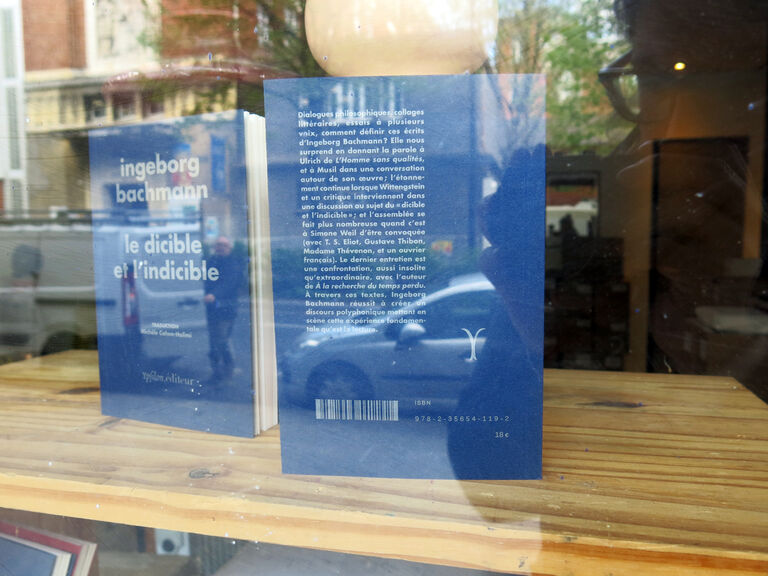 ingeborg
bachmann
le dicible
et l'indicible
TRADUCTION
Michèle Cohen-Halimi
ypsilon éditeur
Dialogues philosophiques, collages
littéraires, essais à plusieurs
voix, comment définir ces écrits
d'Ingeborg Bachmann ? Elle nous
surprend en donnant la parole à
Ulrich de L'Homme sans qualités,
et à Musil dans une conversation
autour de son œuvre ; l'étonne-
ment continue lorsque Wittengstein
et un critique interviennent dans
une discussion au sujet du « dicible
et l'indicible » ; et l'assemblée se
fait plus nombreuse quand c'est
à Simone Weil d'être convoquée
(avec T. S. Eliot, Gustave Thibon,
Madame Thévenon, et un ouvrier
français). Le dernier entretien est
une confrontation, aussi insolite
qu'extraordinaire, avec l'auteur
de À la recherche du temps perdu.
À travers ces textes, Ingeborg
Bachmann réussit à créer un
discours polyphonique mettant en
scène cette expérience fondamen-
tale qu'est la lecture.
ISBN
978-2-35654-119-2
18 €